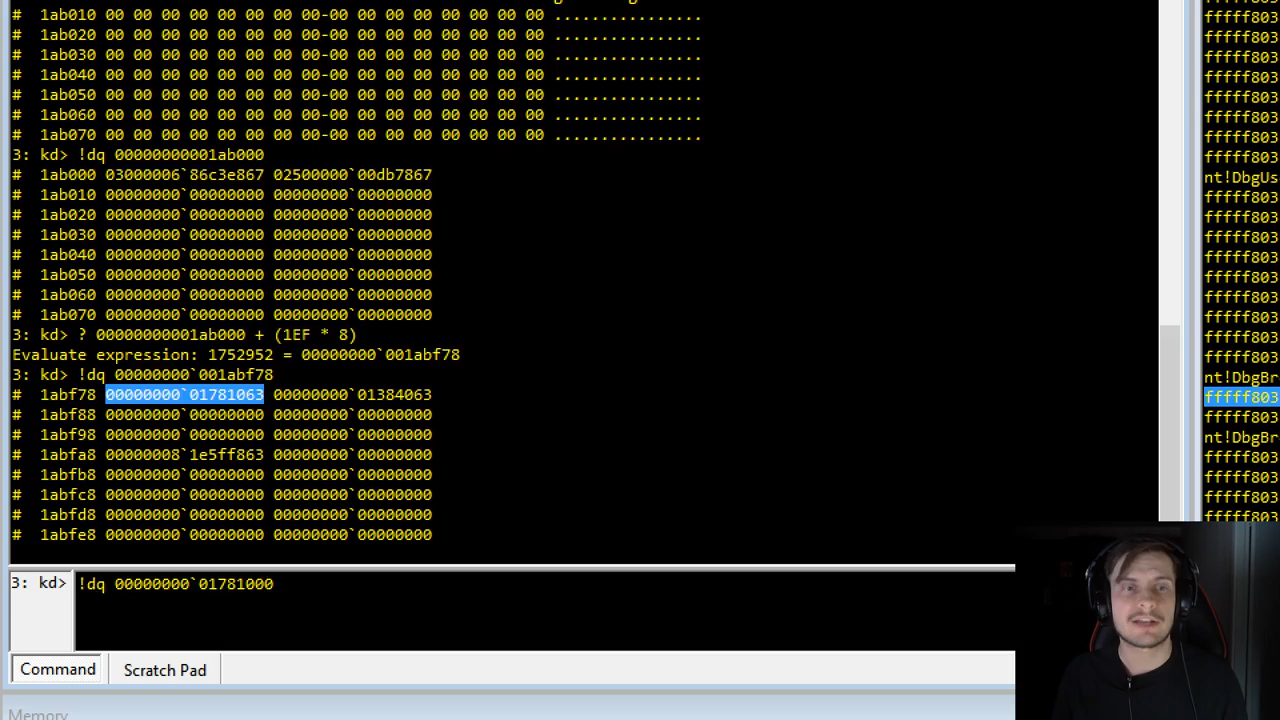 # 1ab010 00 00 00 00 00 00 00 00-00 00 00 00 00 00 00 00 ................
# 1ab020 00 00 00 00 00 00 00 00-00 00 00 00 00 00 00 00 ................
# 1ab030 00 00 00 00 00 00 00 00-00 00 00 00 00 00 00 00 ................
# 1ab040 00 00 00 00 00 00 00 00-00 00 00 00 00 00 00 00 ................
# 1ab050 00 00 00 00 00 00 00 00-00 00 00 00 00 00 00 00 ................
# 1ab060 00 00 00 00 00 00 00 00-00 00 00 00 00 00 00 00 ................
# 1ab070 00 00 00 00 00 00 00 00-00 00 00 00 00 00 00 00 ................
3: kd> !dq 00000000001ab000
# 1ab000 03000006`86c3e867 02500000`00db7867
# 1ab010 00000000`00000000 00000000`00000000
# 1ab020 00000000`00000000 00000000`00000000
# 1ab030 00000000`00000000 00000000`00000000
# 1ab040 00000000`00000000 00000000`00000000
# 1ab050 00000000`00000000 00000000`00000000
# 1ab060 00000000`00000000 00000000`00000000
# 1ab070 00000000`00000000 00000000`00000000
3: kd> ? 00000000001ab000 + (1EF * 8)
Evaluate expression: 1752952 = 00000000`001abf78
3: kd> !dq 00000000`001abf78
# 1abf78 00000000`01781063 00000000`01384063
# 1abf88 00000000`00000000 00000000`00000000
# 1abf98 00000000`00000000 00000000`00000000
# 1abfa8 00000008`1e5ff863 00000000`00000000
# 1abfb8 00000000`00000000 00000000`00000000
# 1abfc8 00000000`00000000 00000000`00000000
# 1abfd8 00000000`00000000 00000000`00000000
# 1abfe8 00000000`00000000 00000000`00000000
3: kd> !dq 00000000`01781000
Command
Scratch Pad
Memory
fffff803
fffff803
fffff803
fffff803
fffff803
fffff803
fffff803
fffff803
nt!DbgUs
fffff803
fffff803
fffff803
fffff803
fffff803
fffff803
fffff803
fffff803
fffff803
nt!DbgBr
fffff803
fffff803
nt!DbgBr
fffff803
fffff803
fffff803
fffff803